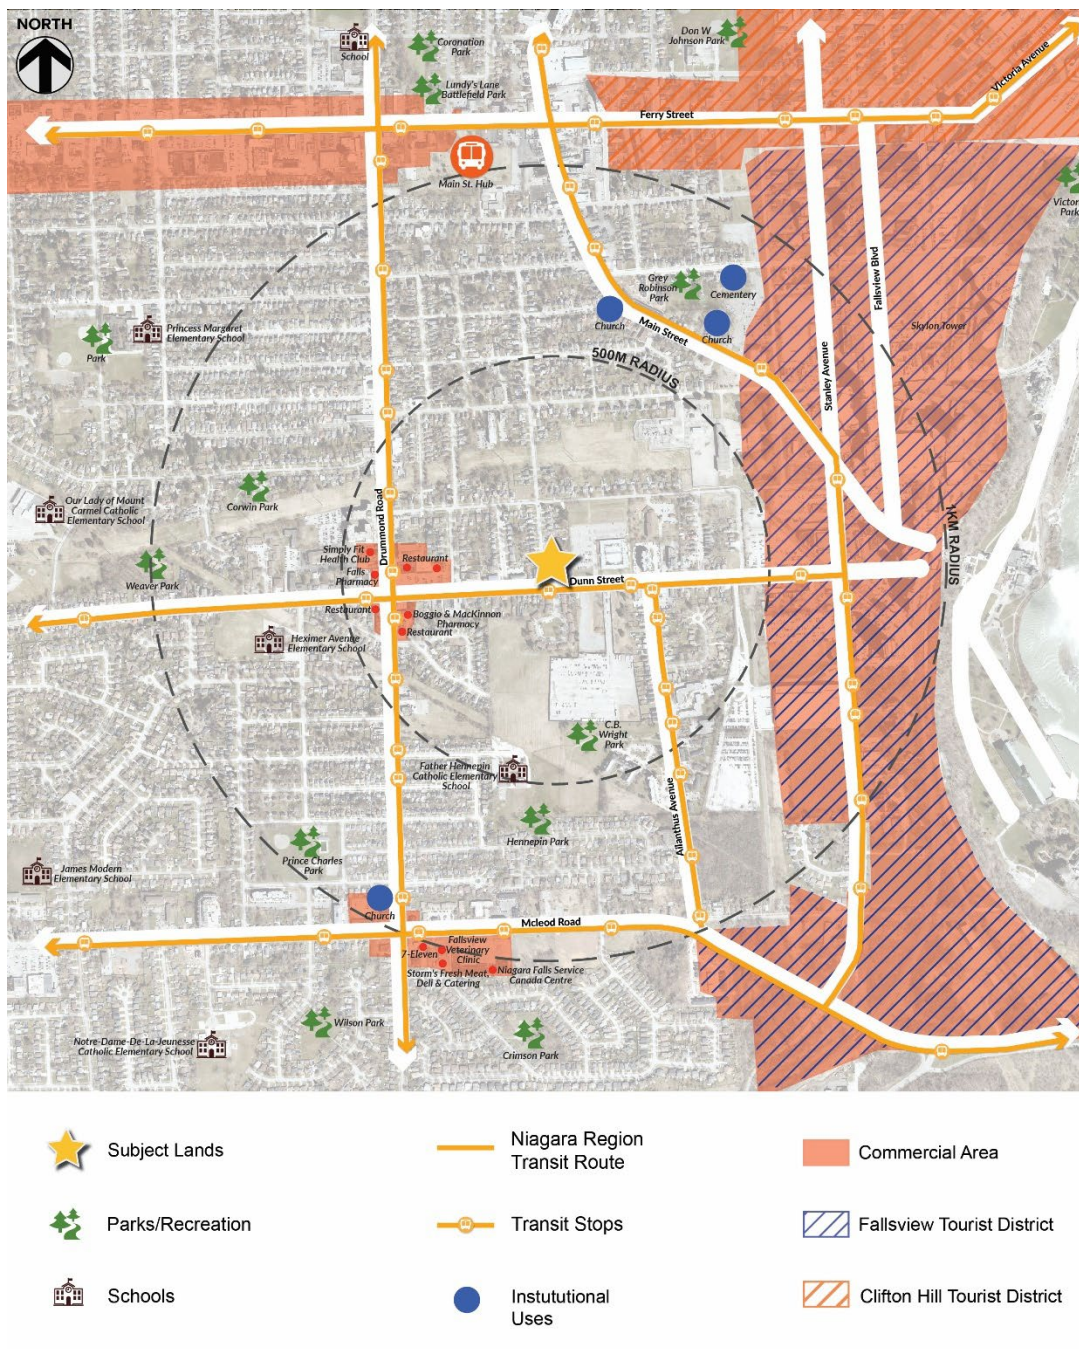 NORTH
School
Coronation
Park
Don W
Johnson Park
Lundy's Lane
Battlefield Park
Victoria Avenue
Ferry Street
Main St. Hub
Victor
Park
Grey
Robinson
Park
Cementery
Church
Church
Main Street
Fallsview Blvd
Skylon Tower
Princess Margaret
Elementary School
Park
500M RADIUS
Stanley Avenue
Our Lady of Mount
Carmel Catholic
Elementary School
Corwin Park
Drummond Road
1KM RADIUS
Simply Fit
Health Club
Restaurant
Falls
Pharmacy
Weaver Park
Dunn Street
Restaurant
Boggio & MacKinnon
Pharmacy
Restaurant
Heximer Avenue
Elementary School
C.B.
Wright
Park
Father Hennepin
Catholic Elementary
School
Ailanthus Avenue
Hennepin Park
Prince Charles
Park
James Modern
Elementary School
Church
Mcleod Road
Fallsview
Veterinary
Clinic
7-Eleven
Storm's Fresh Meat,
Deli & Catering
Niagara Falls Service
Canada Centre
Wilson Park
Notre-Dame-De-La-Jeunesse
Catholic Elementary School
Crimson Park
Subject Lands
Niagara Region
Transit Route
Commercial Area
Parks/Recreation
Transit Stops
Fallsview Tourist District
Schools
Instutional
Uses
Clifton Hill Tourist District